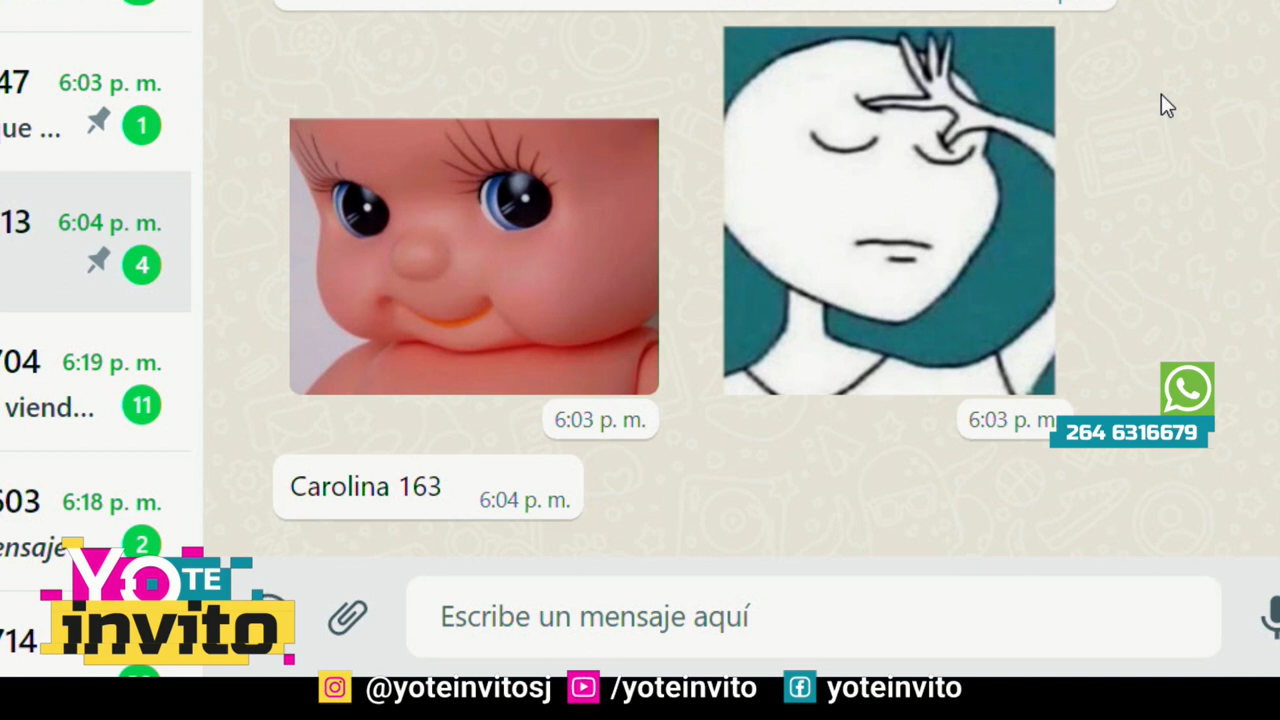 47
6:03 p. m.
que ...
1
13
6:04 p. m.
4
704
6:19 p. m.
viend...
11
503
6:18 p. m.
ensaje
2
714
6:03 p. m.
6:03 p. m
Carolina 163
6:04 p. m.
264 6316679
Escribe un mensaje aquí
YO TE
invito
@yoteinvitosj
/yoteinvito
yoteinvito